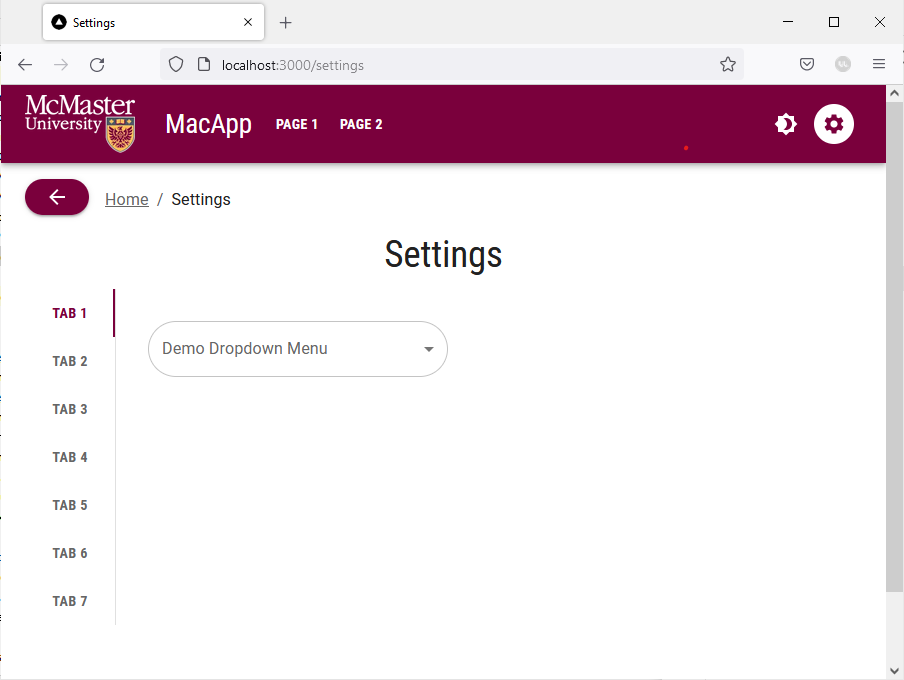 Settings
localhost:3000/settings
McMaster
University
MacApp
PAGE 1
PAGE 2
Home / Settings
Settings
TAB 1
Demo Dropdown Menu
TAB 2
TAB 3
TAB 4
TAB 5
TAB 6
TAB 7